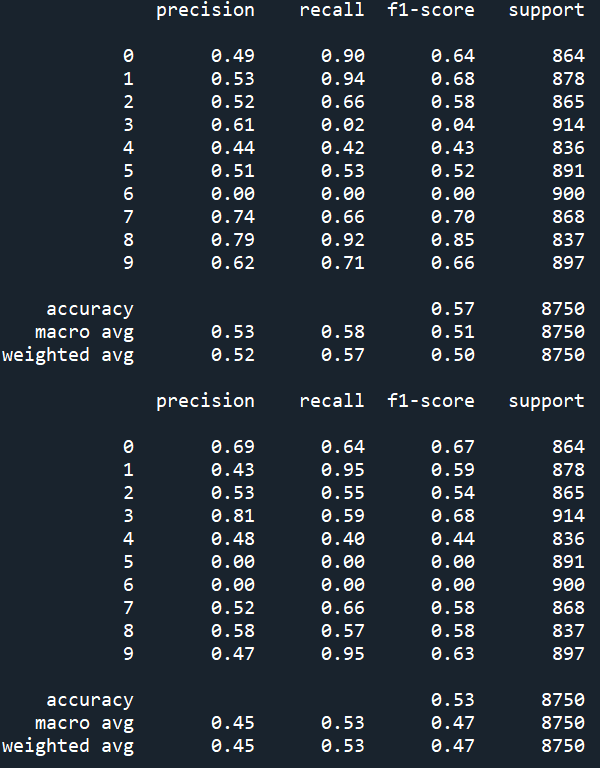 precision recall f1-score support
0 0.49 0.90 0.64 864
1 0.53 0.94 0.68 878
2 0.52 0.66 0.58 865
3 0.61 0.02 0.04 914
4 0.44 0.42 0.43 836
5 0.51 0.53 0.52 891
6 0.00 0.00 0.00 900
7 0.74 0.66 0.70 868
8 0.79 0.92 0.85 837
9 0.62 0.71 0.66 897
accuracy 0.57 8750
macro avg 0.53 0.58 0.51 8750
weighted avg 0.52 0.57 0.50 8750
precision recall f1-score support
0 0.69 0.64 0.67 864
1 0.43 0.95 0.59 878
2 0.53 0.55 0.54 865
3 0.81 0.59 0.68 914
4 0.48 0.40 0.44 836
5 0.00 0.00 0.00 891
6 0.00 0.00 0.00 900
7 0.52 0.66 0.58 868
8 0.58 0.57 0.58 837
9 0.47 0.95 0.63 897
accuracy 0.53 8750
macro avg 0.45 0.53 0.47 8750
weighted avg 0.45 0.53 0.47 8750